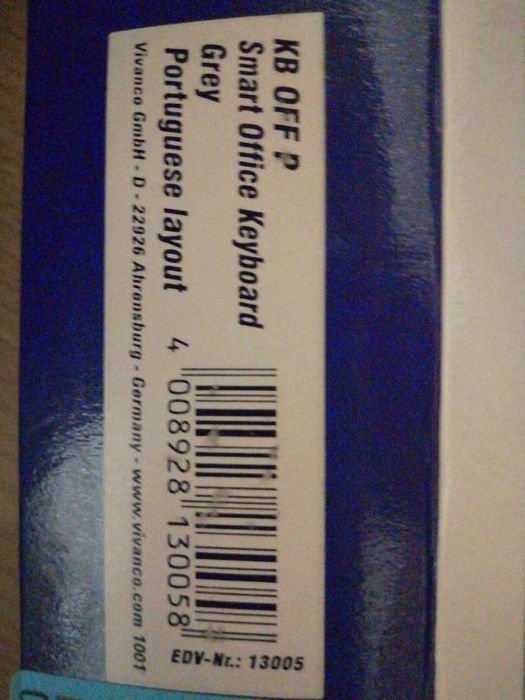 KB OFF P
Smart Office Keyboard
Grey
Portuguese layout
4 008928 130058
EDV-Nr.: 13005
Vivanco GmbH - D - 22926 Ahrensburg - Germany - www.vivanco.com 1001